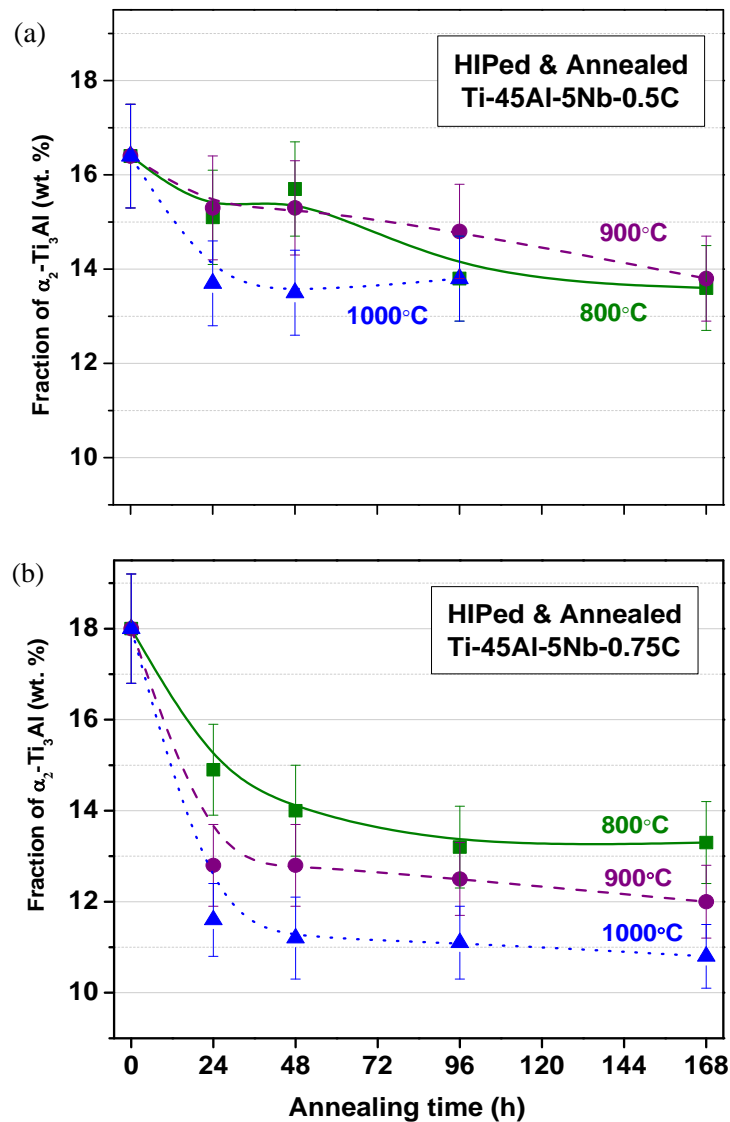 (a)
HIPed & Annealed
Ti-45Al-5Nb-0.5C
Fraction of α₂-Ti₃Al (wt. %)
18
16
14
12
10
900°C
800°C
1000°C
(b)
HIPed & Annealed
Ti-45Al-5Nb-0.75C
Fraction of α₂-Ti₃Al (wt. %)
18
16
14
12
10
800°C
900°C
1000°C
0 24 48 72 96 120 144 168
Annealing time (h)